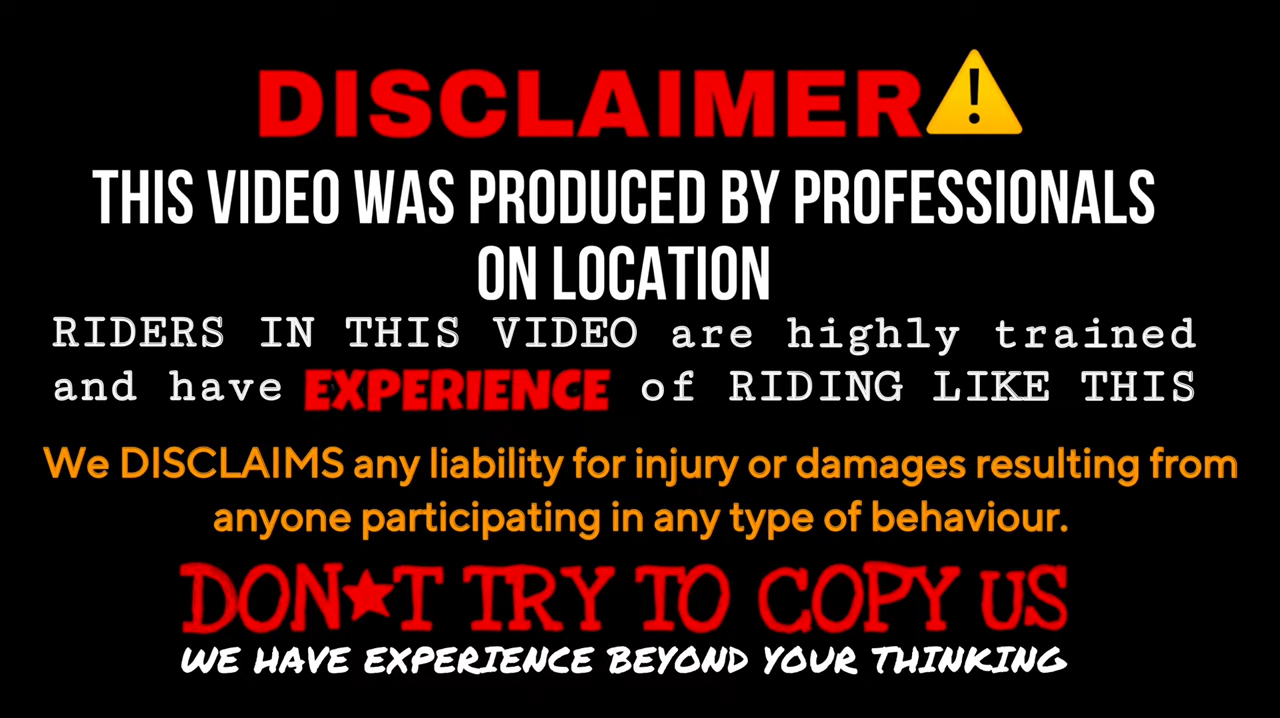 DISCLAIMER⚠️
THIS VIDEO WAS PRODUCED BY PROFESSIONALS
ON LOCATION
RIDERS IN THIS VIDEO are highly trained
and have EXPERIENCE of RIDING LIKE THIS
We DISCLAIMS any liability for injury or damages resulting from
anyone participating in any type of behaviour.
DON★T TRY TO COPY US
WE HAVE EXPERIENCE BEYOND YOUR THINKING